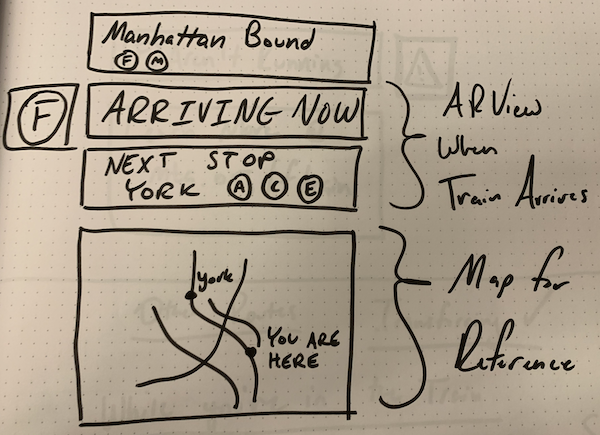 Manhattan Bound
F M
F
ARRIVING NOW
NEXT STOP
YORK A C E
AR View
When
Train Arrives
York
YOU ARE
HERE
Map for
Reference